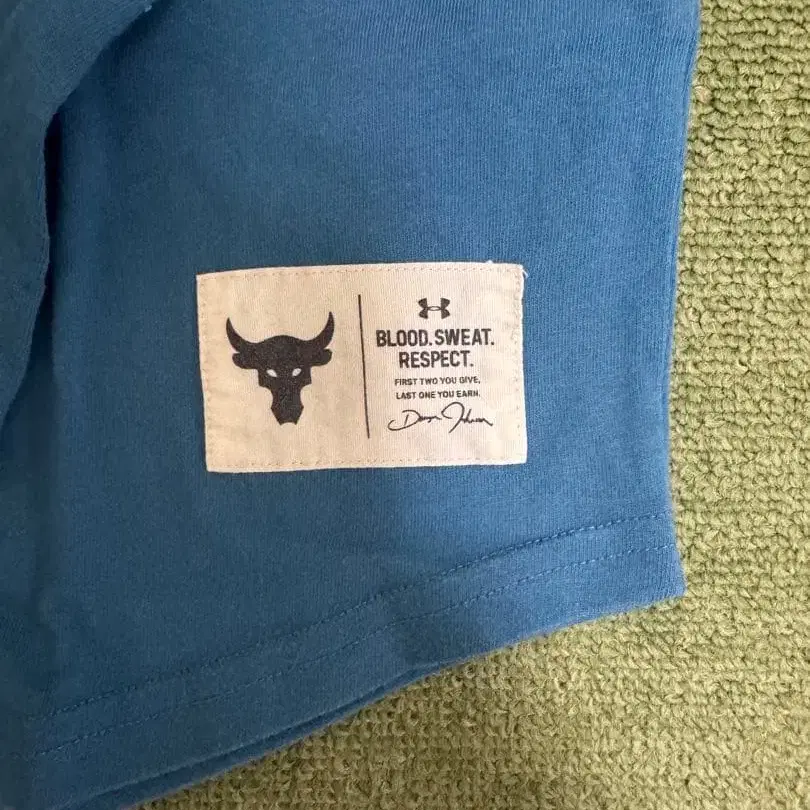 BLOOD.SWEAT.
RESPECT.
FIRST TWO YOU GIVE,
LAST ONE YOU EARN.